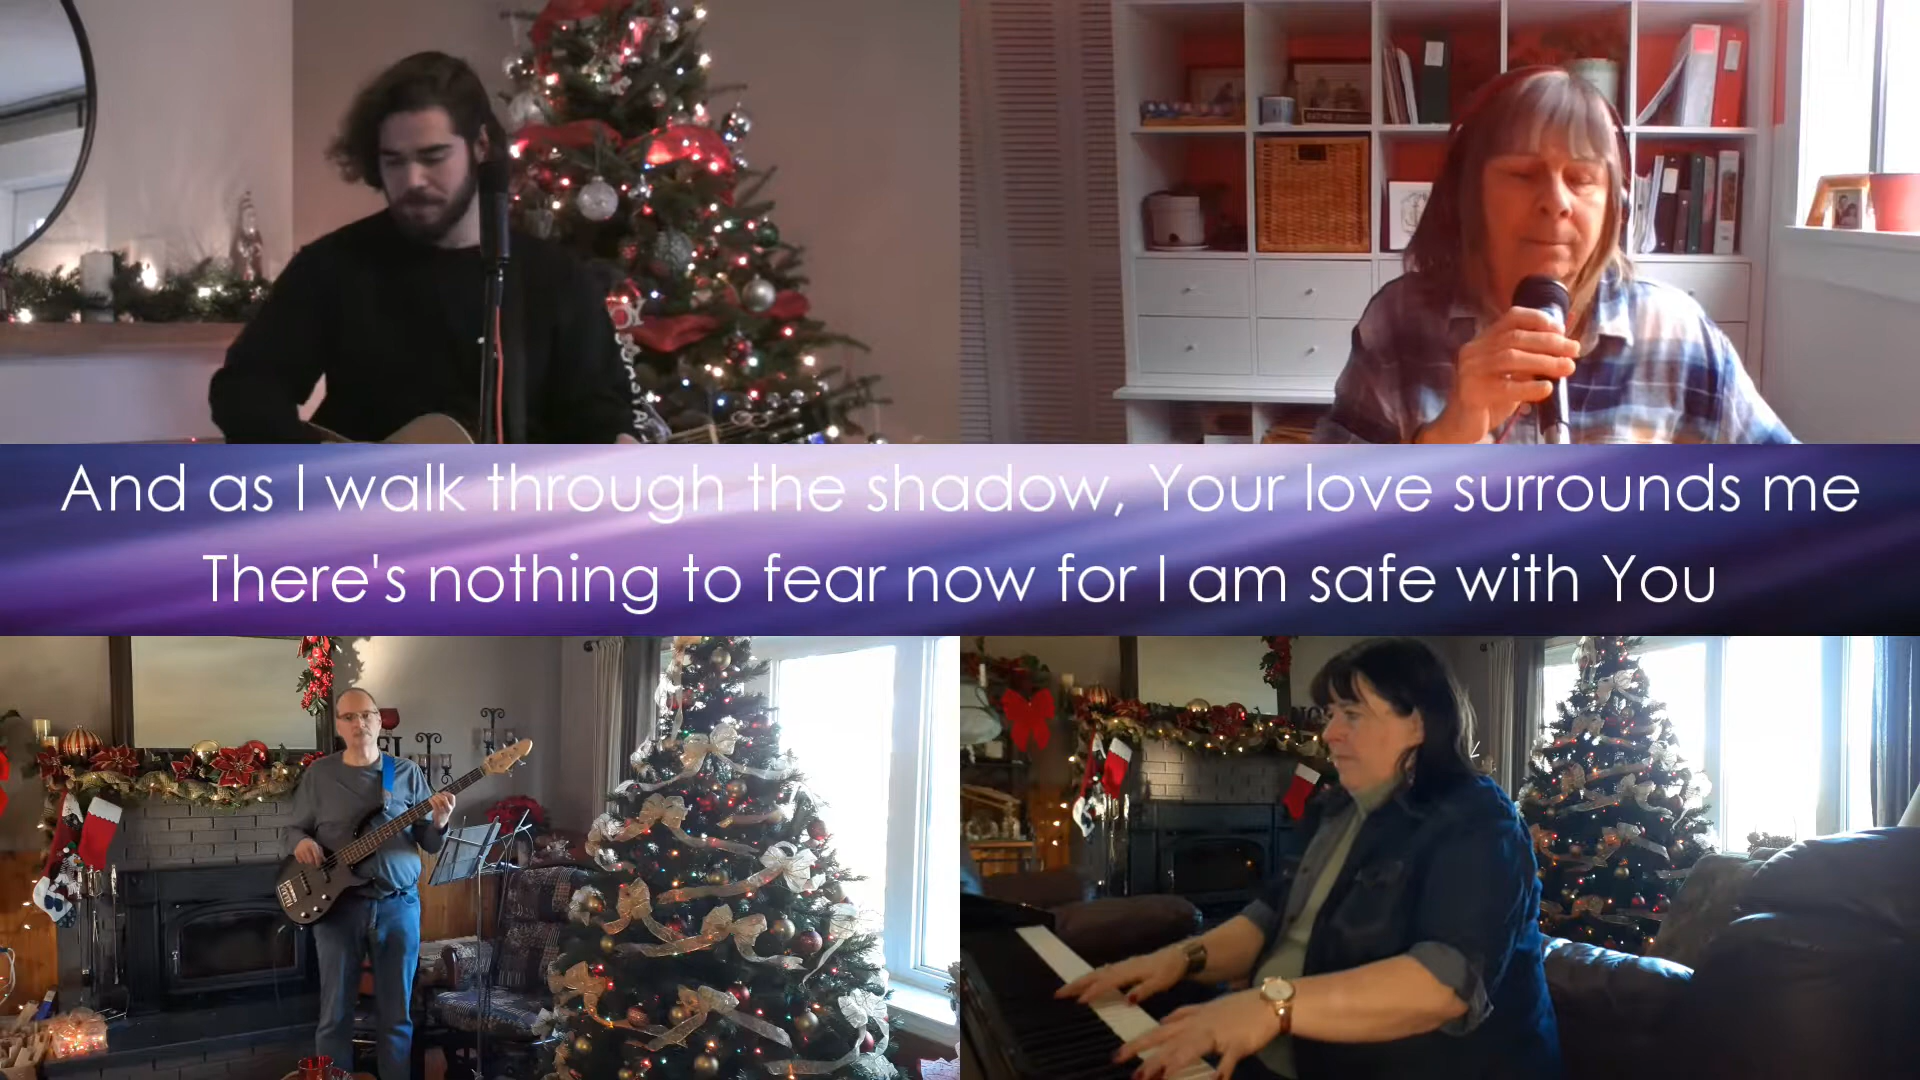 And as I walk through the shadow, Your love surrounds me
There's nothing to fear now for I am safe with You